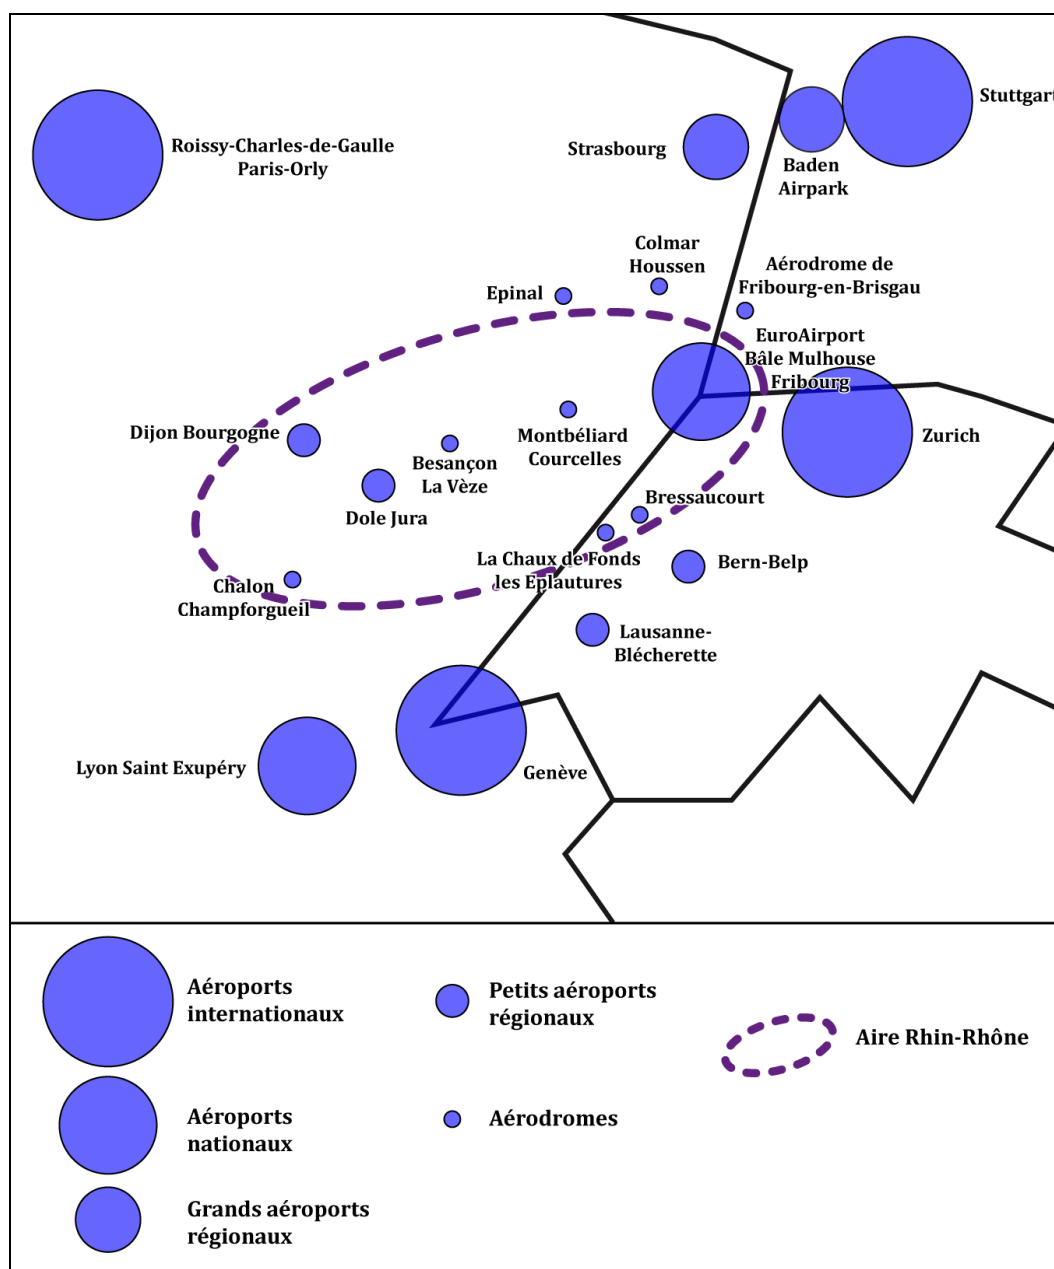 Stuttgart
Roissy-Charles-de-Gaulle
Paris-Orly
Strasbourg
Baden
Airpark
Colmar
Houssen
Aérodrome de
Fribourg-en-Brisgau
Epinal
EuroAirport
Bâle Mulhouse
Fribourg
Dijon Bourgogne
Montbéliard
Courcelles
Zurich
Besançon
La Vèze
Bressaucourt
Dole Jura
La Chaux de Fonds
les Eplautures
Bern-Belp
Chalon
Champforgueil
Lausanne-
Blécherette
Lyon Saint Exupéry
Genève
Aéroports
internationaux
Petits aéroports
régionaux
Aire Rhin-Rhône
Aéroports
nationaux
Aérodromes
Grands aéroports
régionaux